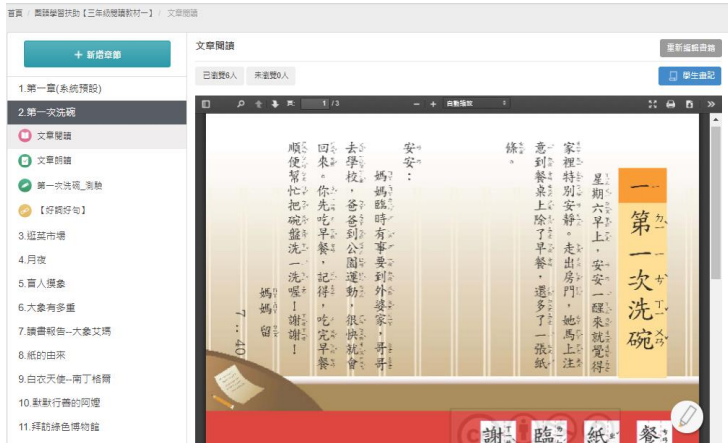 首頁 / 國語學習扶助【三年級閱讀教材一】 / 文章閱讀
+ 新增章節
1.第一章(系統預設)
2.第一次洗碗
文章閱讀
文章朗讀
第一次洗碗_測驗
【好詞好句】
3.逛菜市場
4.月夜
5.盲人摸象
6.大象有多重
7.讀書報告--大象艾瑪
8.紙的由來
9.白衣天使--南丁格爾
10.默默行善的阿嬤
11.拜訪綠色博物館
文章閱讀
重新編輯書籍
已瀏覽6人
未瀏覽0人
學生畫記
頁:
1 /3
自動縮放
一 第一次洗碗
星期六早上,安安一醒來就覺得
家裡特別安靜。走出房門,她馬上注
意到餐桌上除了早餐,還多了一張紙
條。
安安:
媽媽臨時有事要到外婆家,哥哥
去學校,爸爸到公園運動,很快就會
回來。你先吃早餐,記得,吃完早餐
順便幫忙把碗盤洗一洗喔!謝謝!
媽媽 留
7:40
餐
紙
臨
謝